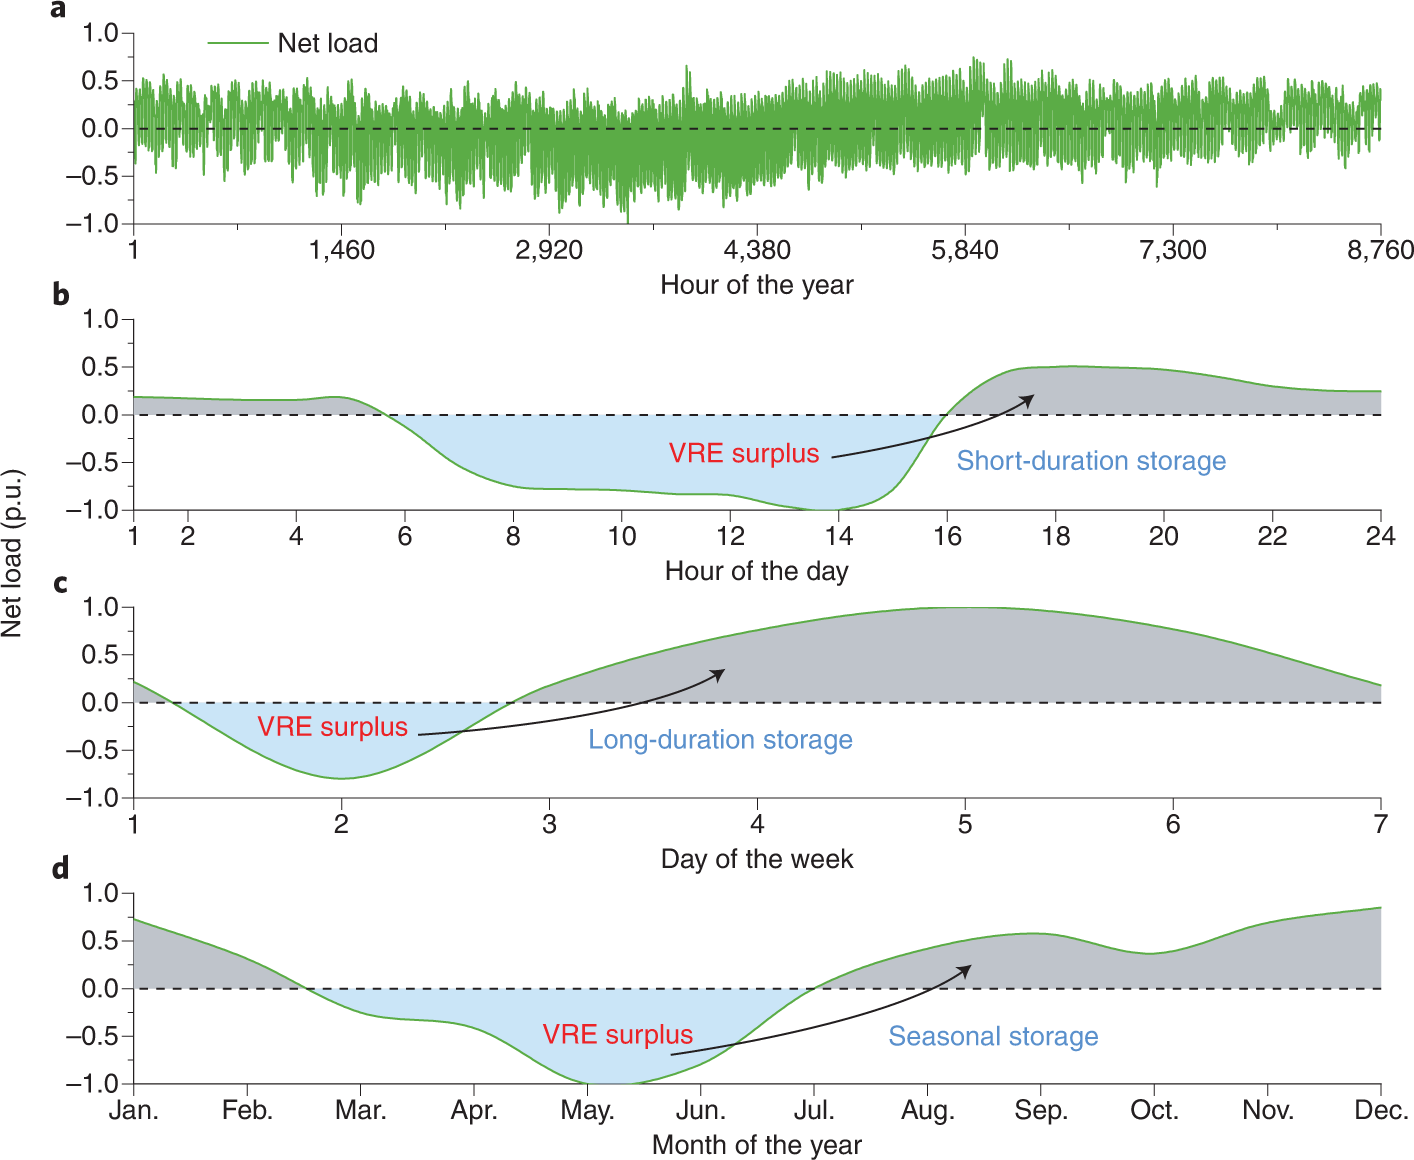 a
Net load
1.0
0.5
0.0
−0.5
−1.0
1 1,460 2,920 4,380 5,840 7,300 8,760
Hour of the year
b
1.0
0.5
0.0
−0.5
−1.0
VRE surplus
Short-duration storage
1 2 4 6 8 10 12 14 16 18 20 22 24
Hour of the day
Net load (p.u.)
c
1.0
0.5
0.0
−0.5
−1.0
VRE surplus
Long-duration storage
1 2 3 4 5 6 7
Day of the week
d
1.0
0.5
0.0
−0.5
−1.0
VRE surplus
Seasonal storage
Jan. Feb. Mar. Apr. May. Jun. Jul. Aug. Sep. Oct. Nov. Dec.
Month of the year